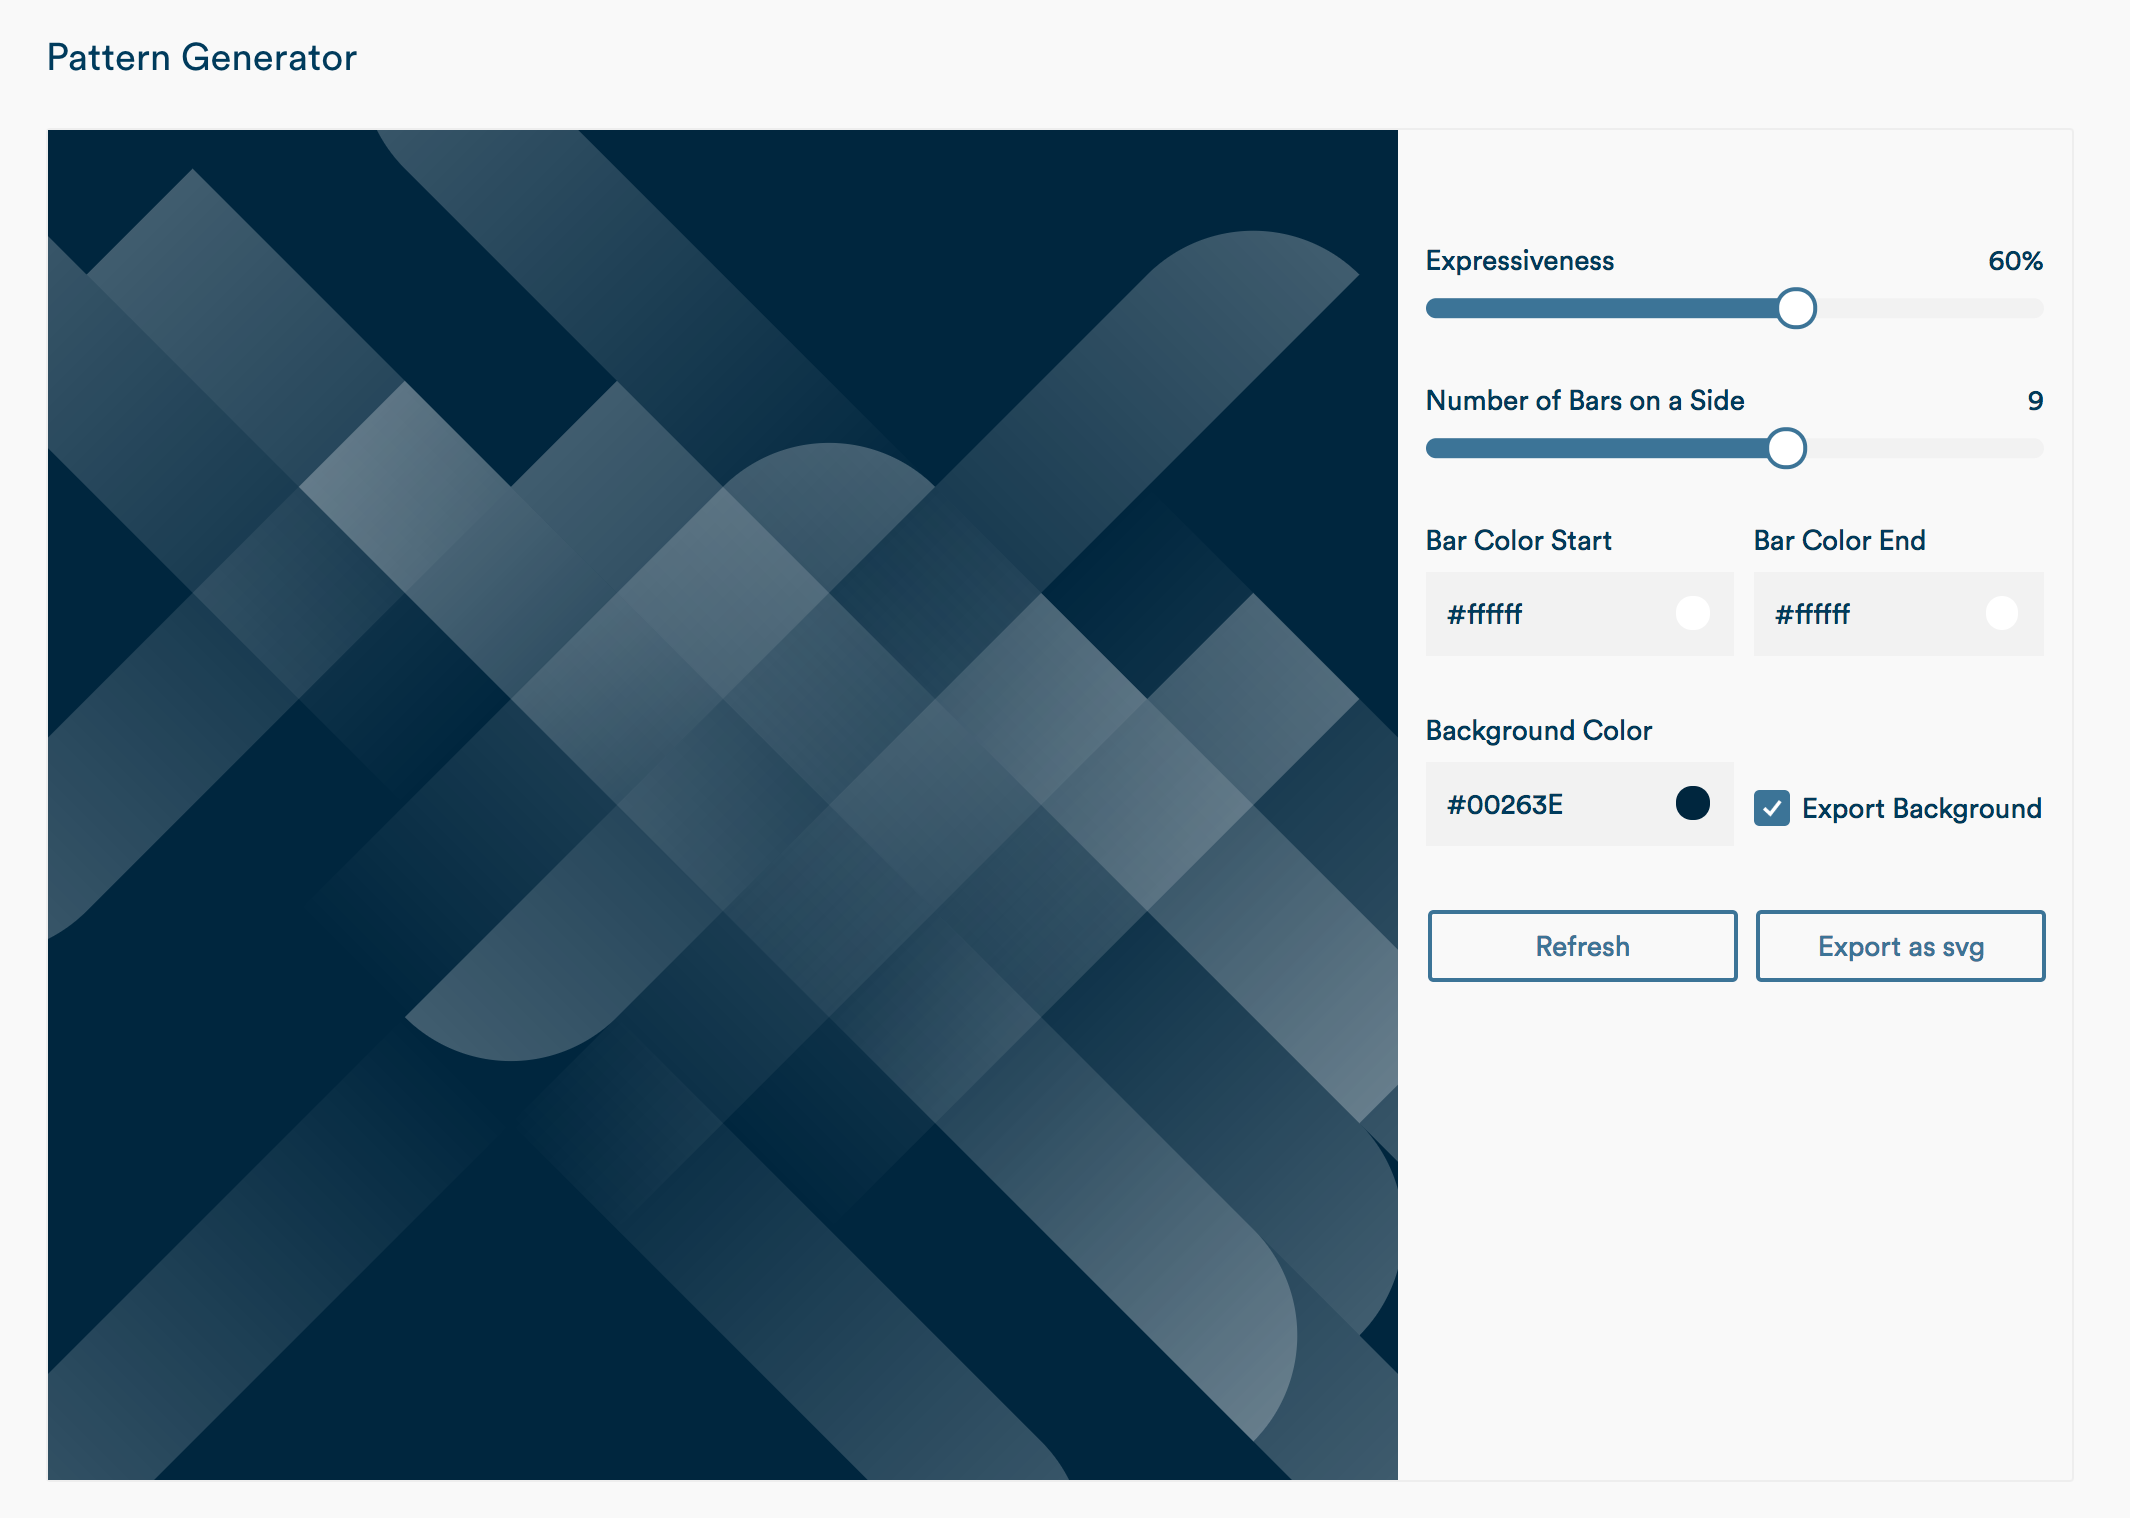 Pattern Generator
Expressiveness 60%
Number of Bars on a Side 9
Bar Color Start Bar Color End
#ffffff #ffffff
Background Color
#00263E Export Background
Refresh Export as svg